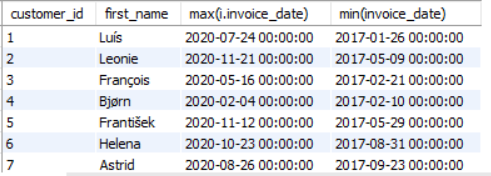 customer_id first_name max(i.invoice_date) min(invoice_date)
1 Luís 2020-07-24 00:00:00 2017-01-26 00:00:00
2 Leonie 2020-11-21 00:00:00 2017-05-09 00:00:00
3 François 2020-05-16 00:00:00 2017-02-21 00:00:00
4 Bjørn 2020-02-04 00:00:00 2017-02-10 00:00:00
5 František 2020-11-12 00:00:00 2017-05-29 00:00:00
6 Helena 2020-10-23 00:00:00 2017-08-31 00:00:00
7 Astrid 2020-08-26 00:00:00 2017-09-23 00:00:00